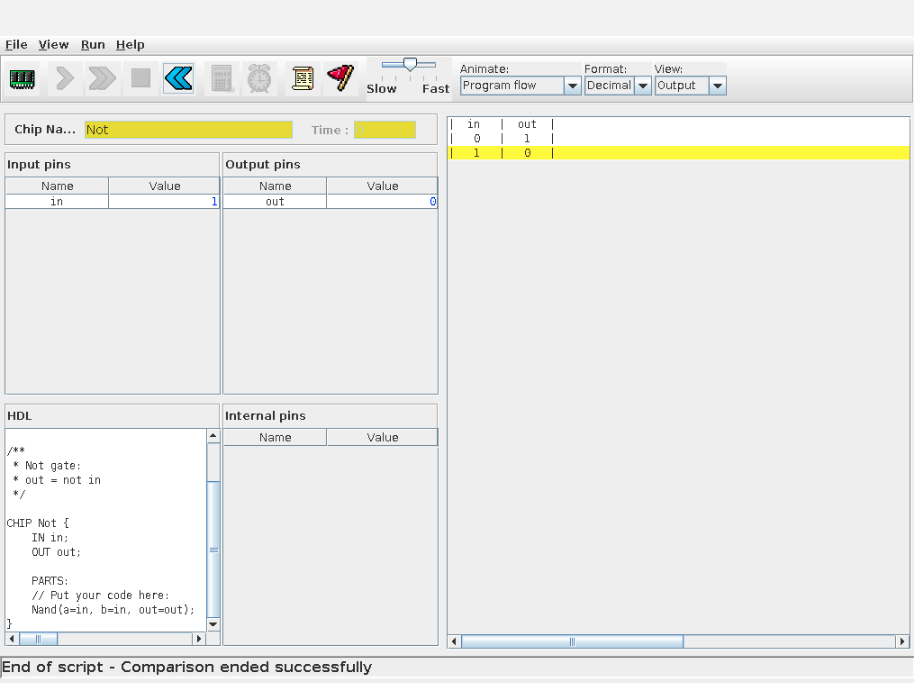 File View Run Help
Slow Fast
Animate: Format: View:
Program flow Decimal Output
Chip Na... Not Time :
| in | out |
| 0 | 1 |
| 1 | 0 |
Input pins
Name Value
in 1
Output pins
Name Value
out 0
HDL
/**
* Not gate:
* out = not in
*/
CHIP Not {
IN in;
OUT out;
PARTS:
// Put your code here:
Nand(a=in, b=in, out=out);
}
Internal pins
Name Value
End of script - Comparison ended successfully